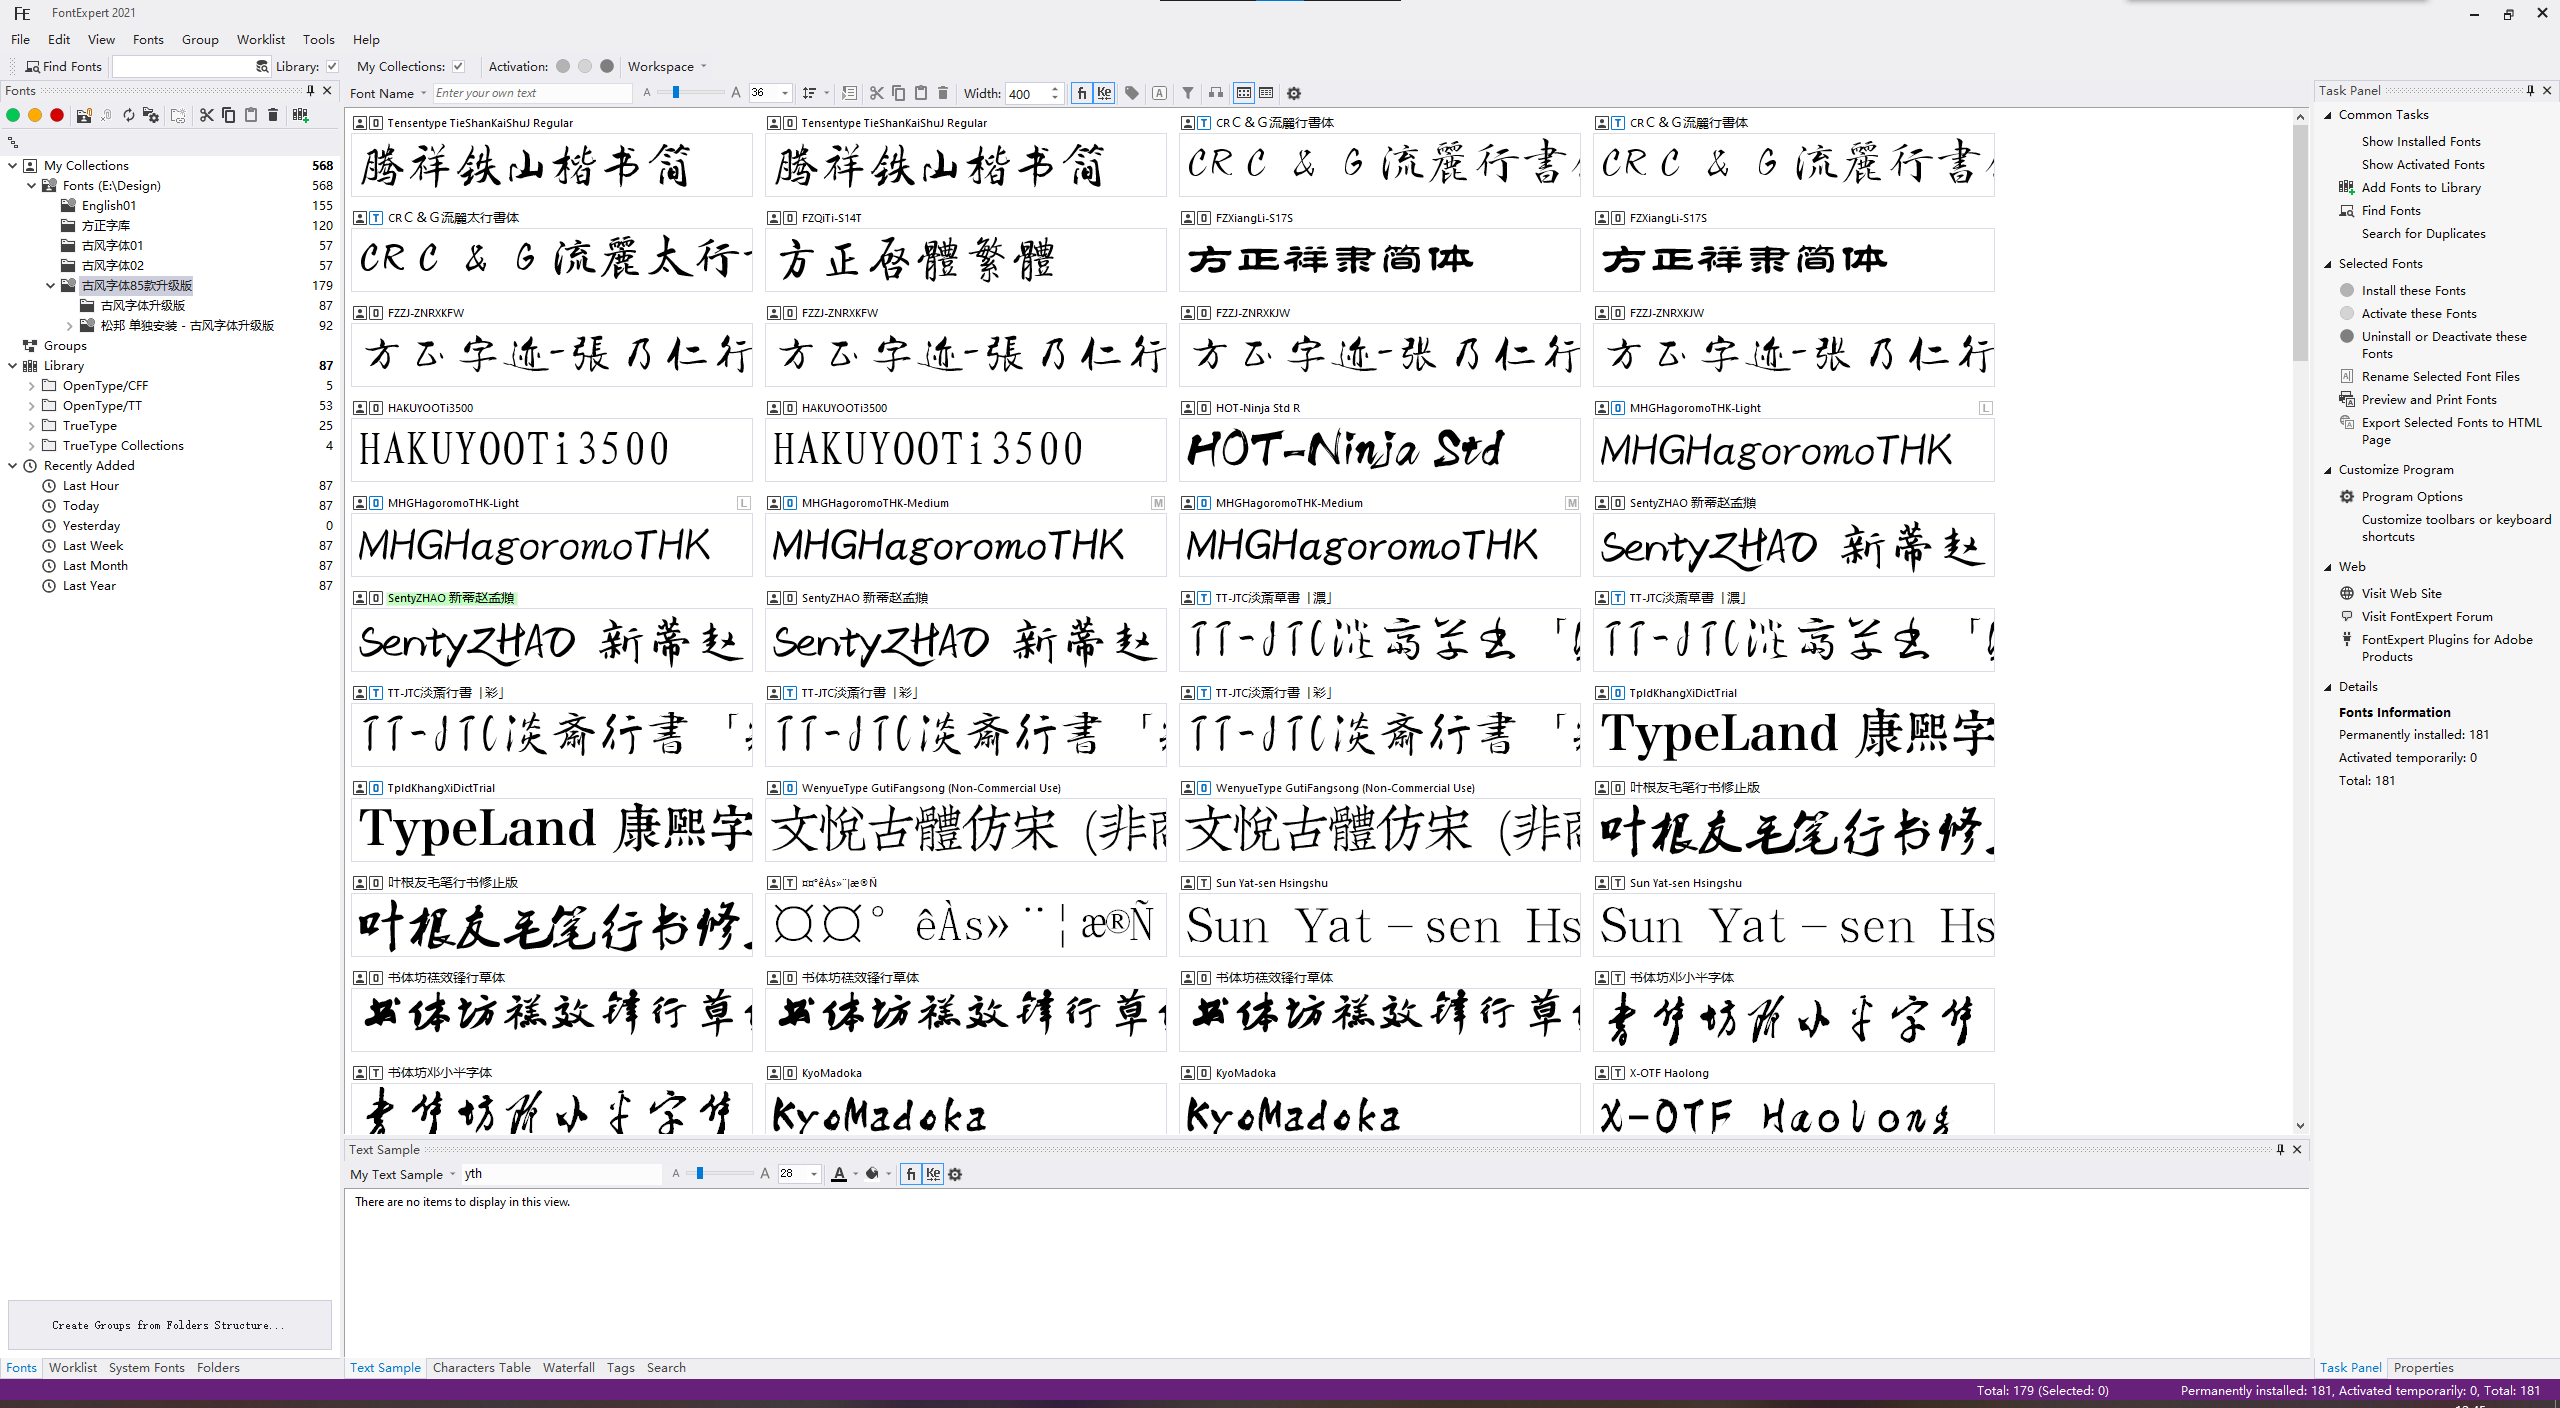 FE FontExpert 2021
File Edit View Fonts Group Worklist Tools Help
Find Fonts Library: My Collections: Activation: Workspace
Fonts
My Collections 568
Fonts (E:\Design) 568
English01 155
方正字库 120
古风字体01 57
古风字体02 57
古风字体85款升级版 179
古风字体升级版 87
松邦 单独安装 - 古风字体升级版 92
Groups
Library 87
OpenType/CFF 5
OpenType/TT 53
TrueType 25
TrueType Collections 4
Recently Added
Last Hour 87
Today 87
Yesterday 0
Last Week 87
Last Month 87
Last Year 87
Create Groups from Folders Structure...
Fonts Worklist System Fonts Folders
Font Name Enter your own text A A 36 Width: 400
Tensentype TieShanKaiShuJ Regular Tensentype TieShanKaiShuJ Regular CRＣ＆Ｇ流麗行書体 CRＣ＆Ｇ流麗行書体
腾祥铁山楷书简 腾祥铁山楷书简 CRＣ＆Ｇ流麗行書 CRＣ＆Ｇ流麗行書
CRＣ＆Ｇ流麗太行書体 FZQiTi-S14T FZXiangLi-S17S FZXiangLi-S17S
CRＣ＆Ｇ流麗太行 方正启體繁體 方正祥隶简体 方正祥隶简体
FZZJ-ZNRXKFW FZZJ-ZNRXKFW FZZJ-ZNRXKJW FZZJ-ZNRXKJW
方正字迹-張乃仁行 方正字迹-張乃仁行 方正字迹-张乃仁行 方正字迹-张乃仁行
HAKUYOOTi3500 HAKUYOOTi3500 HOT-Ninja Std R MHGHagoromoTHK-Light L
HAKUYOOTi3500 HAKUYOOTi3500 HOT-Ninja Std MHGHagoromoTHK
MHGHagoromoTHK-Light L MHGHagoromoTHK-Medium M MHGHagoromoTHK-Medium M SentyZHAO 新蒂赵孟頫
MHGHagoromoTHK MHGHagoromoTHK MHGHagoromoTHK SentyZHAO 新蒂赵
SentyZHAO 新蒂赵孟頫 SentyZHAO 新蒂赵孟頫 TT-JTC淡斎草書「濃」 TT-JTC淡斎草書「濃」
SentyZHAO 新蒂赵 SentyZHAO 新蒂赵 TT-JTC淡斎草書「 TT-JTC淡斎草書「
TT-JTC淡斎行書「彩」 TT-JTC淡斎行書「彩」 TT-JTC淡斎行書「彩」 TpldKhangXiDictTrial
TT-JTC淡斎行書「 TT-JTC淡斎行書「 TT-JTC淡斎行書「 TypeLand 康熙字
TpldKhangXiDictTrial WenyueType GutiFangsong (Non-Commercial Use) WenyueType GutiFangsong (Non-Commercial Use) 叶根友毛笔行书修正版
TypeLand 康熙字 文悅古體仿宋 (非商 文悅古體仿宋 (非商 叶根友毛笔行书修
叶根友毛笔行书修正版 ¤¤°êÀs»¨¦æ®Ñ Sun Yat-sen Hsingshu Sun Yat-sen Hsingshu
叶根友毛笔行书修 ¤¤°êÀs»¨¦æ®Ñ Sun Yat-sen Hs Sun Yat-sen Hs
书体坊禚效锋行草体 书体坊禚效锋行草体 书体坊禚效锋行草体 书体坊邓小平字体
书体坊禚效锋行草 书体坊禚效锋行草 书体坊禚效锋行草 书体坊邓小平字体
书体坊邓小平字体 KyoMadoka KyoMadoka X-OTF Haolong
书体坊邓小平字体 KyoMadoka KyoMadoka X-OTF Haolong
Text Sample
My Text Sample yth A A 28
There are no items to display in this view.
Text Sample Characters Table Waterfall Tags Search
Task Panel
Common Tasks
Show Installed Fonts
Show Activated Fonts
Add Fonts to Library
Find Fonts
Search for Duplicates
Selected Fonts
Install these Fonts
Activate these Fonts
Uninstall or Deactivate these
Fonts
Rename Selected Font Files
Preview and Print Fonts
Export Selected Fonts to HTML
Page
Customize Program
Program Options
Customize toolbars or keyboard
shortcuts
Web
Visit Web Site
Visit FontExpert Forum
FontExpert Plugins for Adobe
Products
Details
Fonts Information
Permanently installed: 181
Activated temporarily: 0
Total: 181
Task Panel Properties
Total: 179 (Selected: 0) Permanently installed: 181, Activated temporarily: 0, Total: 181